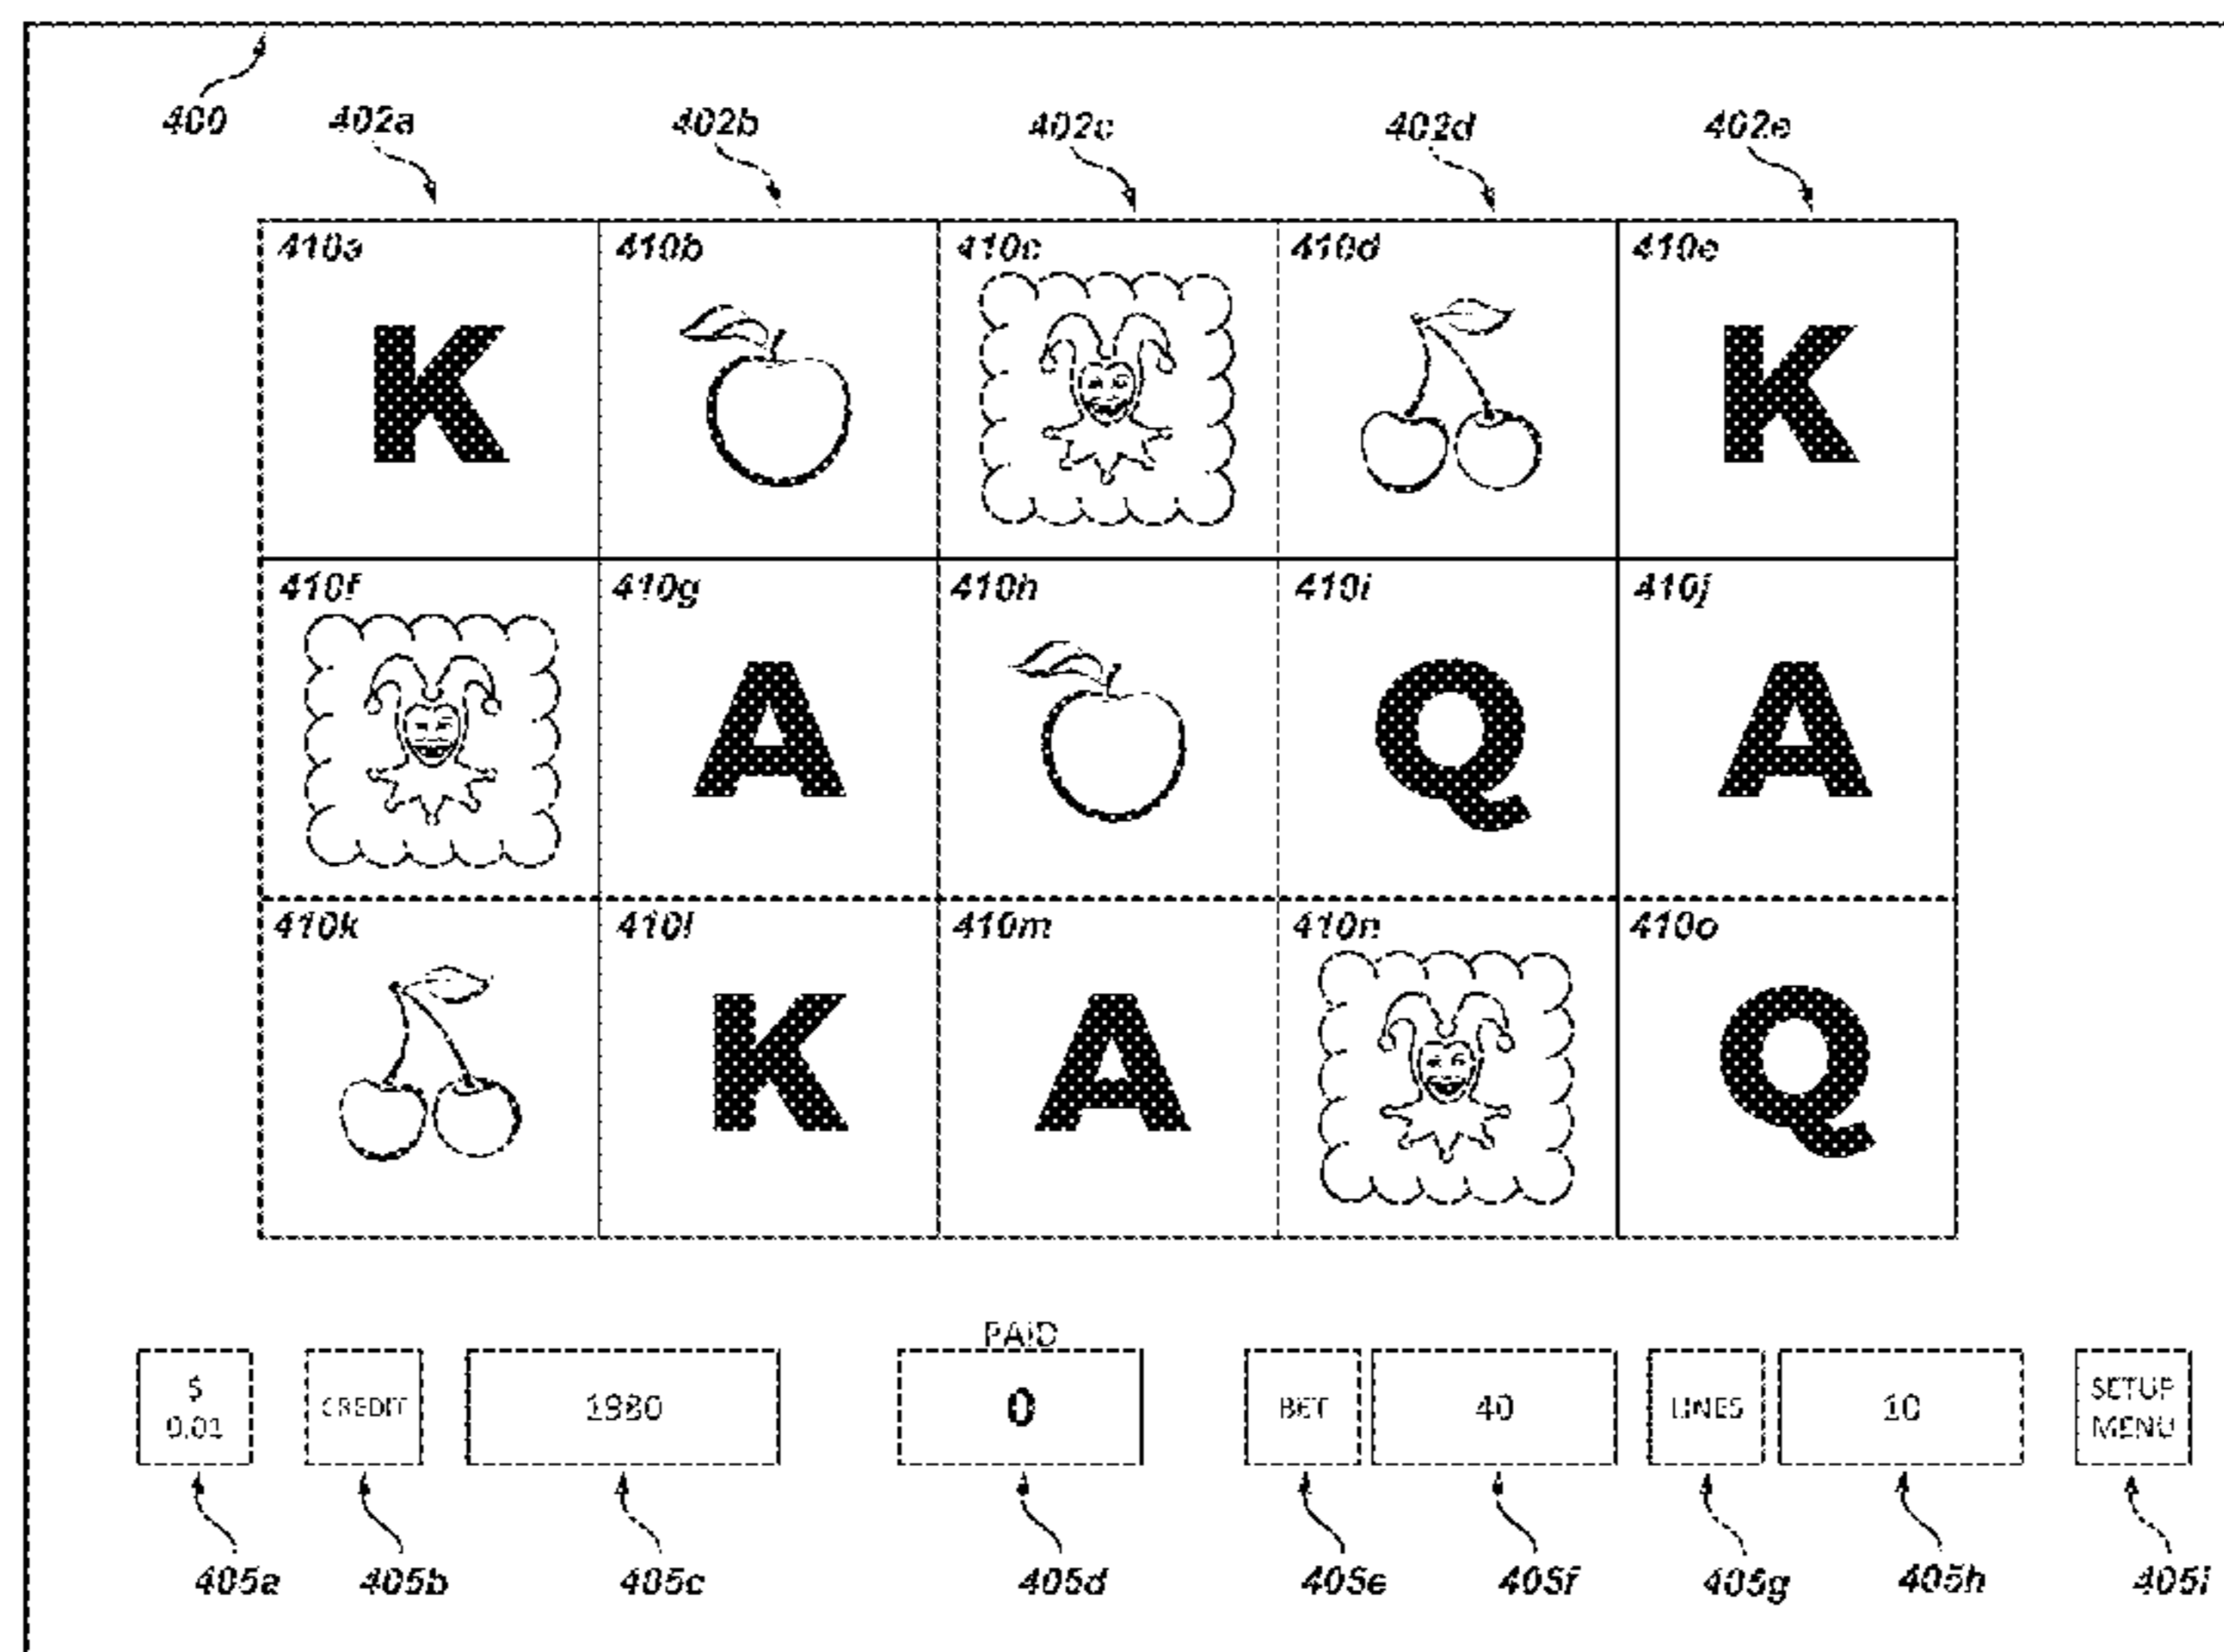 400 402a 402b 402c 402d 402e
410a 410b 410c 410d 410e
K K
410f 410g 410h 410i 410j
A Q A
410k 410l 410m 410n 410o
K A Q
PAID
$ 0.01 CREDIT 1980 0 BET 40 LINES 10 SETUP MENU
405a 405b 405c 405d 405e 405f 405g 405h 405i